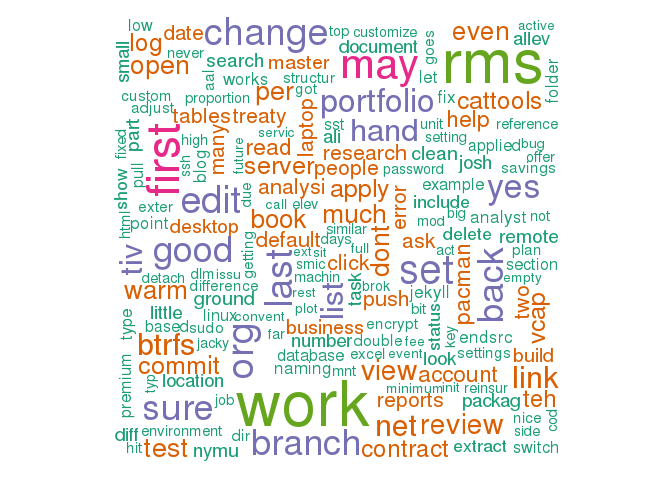 low
date
change
top
customize
active
even
goes
allev
log
never
document
may
rms
open
search
master
small
aal
works
structur
let
folder
custom
proportion
got
per
portfolio
fix
cattools
adjust
tables
treaty
laptop
sst
unit
help
reference
part
many
ali
hand
setting
servic
high
read
research
clean
applied
bug
fixed
first
ssh
blog
future
server
people
josh
offer
pull
password
savings
show
analysi
apply
example
yes
exter
edit
due
call
elev
error
include
html
point
desktop
book
much
mod
big
analyst
not
similar
delete
remote
tiv
good
getting
default
days
dont
ask
act
plan
last
ext
sit
full
click
set
pacman
back
section
detach
dlm
issu
smic
machin
task
empty
warm
difference
rest
list
brok
push
jekyll
ground
plot
bit
two
vcap
little
linux
convent
status
key
endsrc
type
based
sudo
org
far
business
encrypt
btrfs
jacky
number
double
fee
look
settings
database
excel
event
build
commit
naming
mnt
view
account
link
premium
typ
location
minimum
init
reinsur
job
work
reports
packag
teh
sure
net
review
nice
side
cod
diff
environment
dir
branch
hit
test
nymu
contract
extract
switch